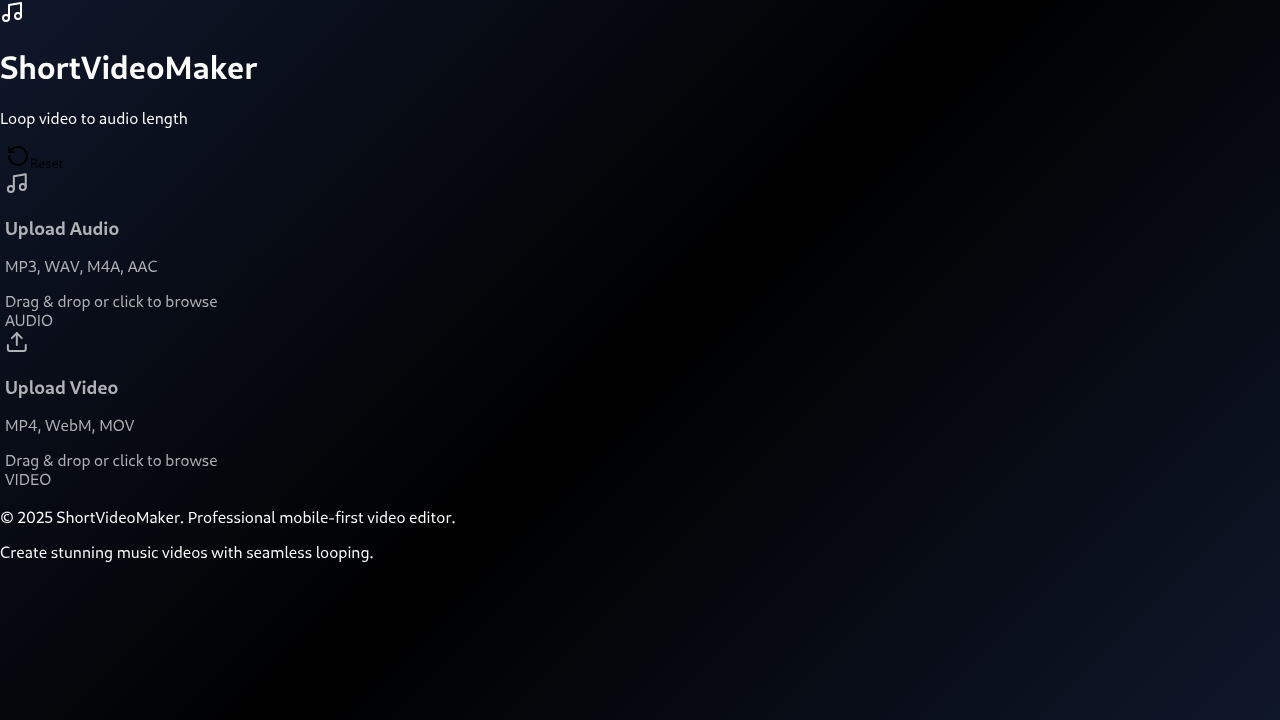 ShortVideoMaker
Loop video to audio length
Reset
Upload Audio
MP3, WAV, M4A, AAC
Drag & drop or click to browse
AUDIO
Upload Video
MP4, WebM, MOV
Drag & drop or click to browse
VIDEO
© 2025 ShortVideoMaker. Professional mobile-first video editor.
Create stunning music videos with seamless looping.